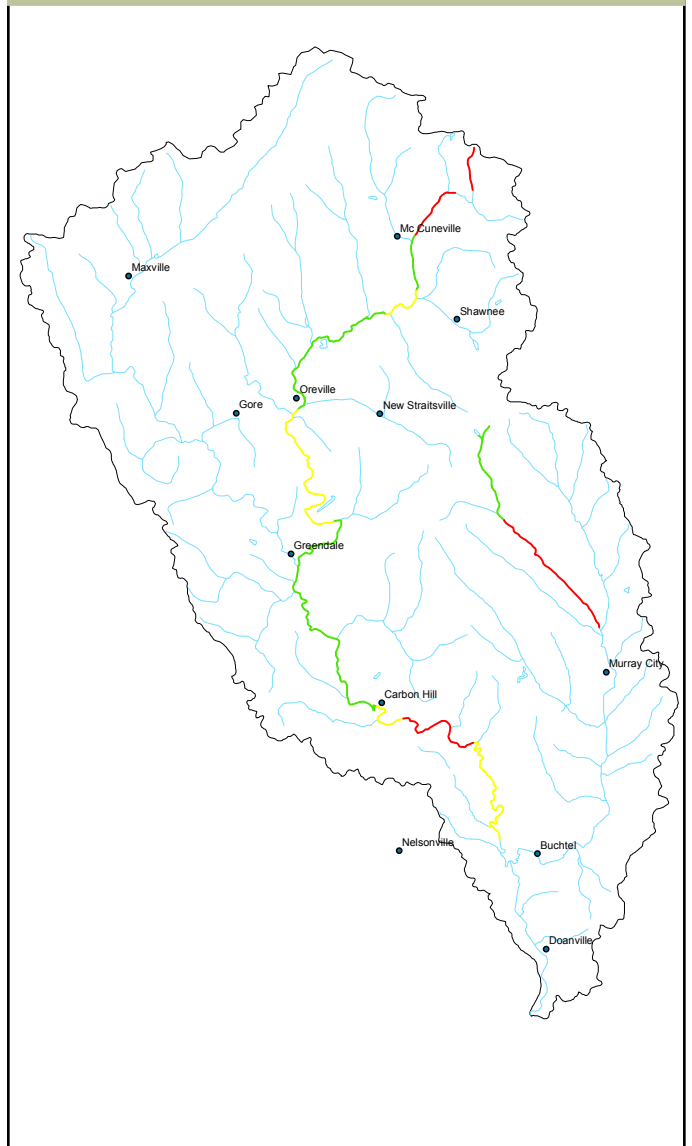 Mc Cuneville
Maxville
Shawnee
Oreville
Gore
New Straitsville
Greendale
Murray City
Carbon Hill
Nelsonville
Buchtel
Doanville